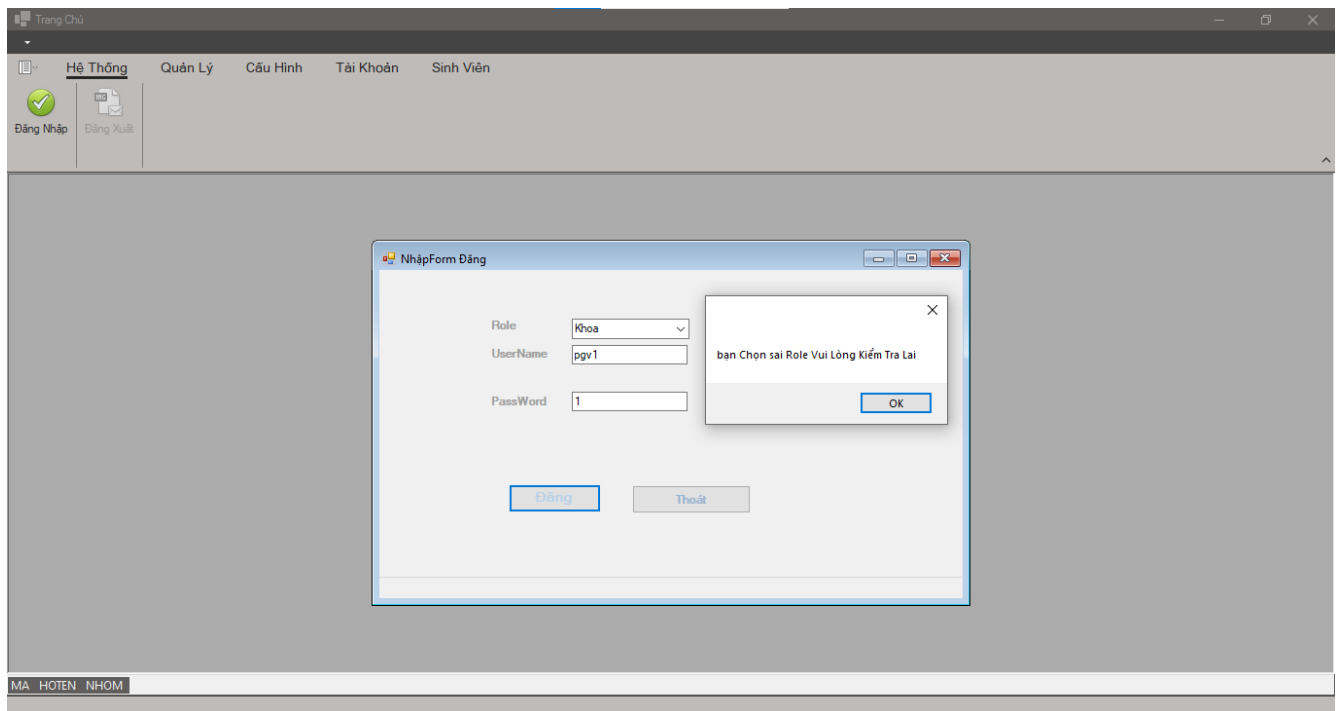 Trang Chủ
Hệ Thống Quản Lý Cấu Hình Tài Khoản Sinh Viên
Đăng Nhập Đăng Xuất
NhậpForm Đăng
Role Khoa
UserName pgv1
bạn Chọn sai Role Vui Lòng Kiểm Tra Lai
PassWord 1
OK
Đăng Thoát
MA HOTEN NHOM